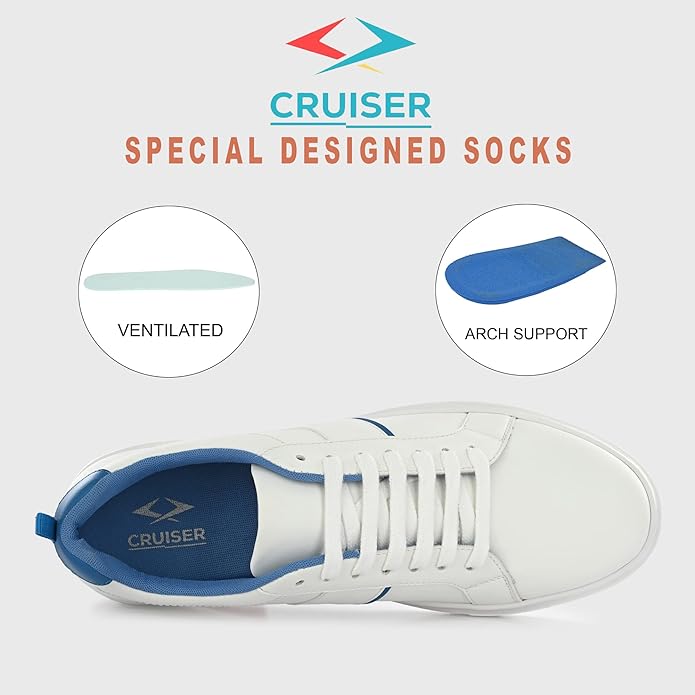 CRUISER
SPECIAL DESIGNED SOCKS
VENTILATED
ARCH SUPPORT
CRUISER